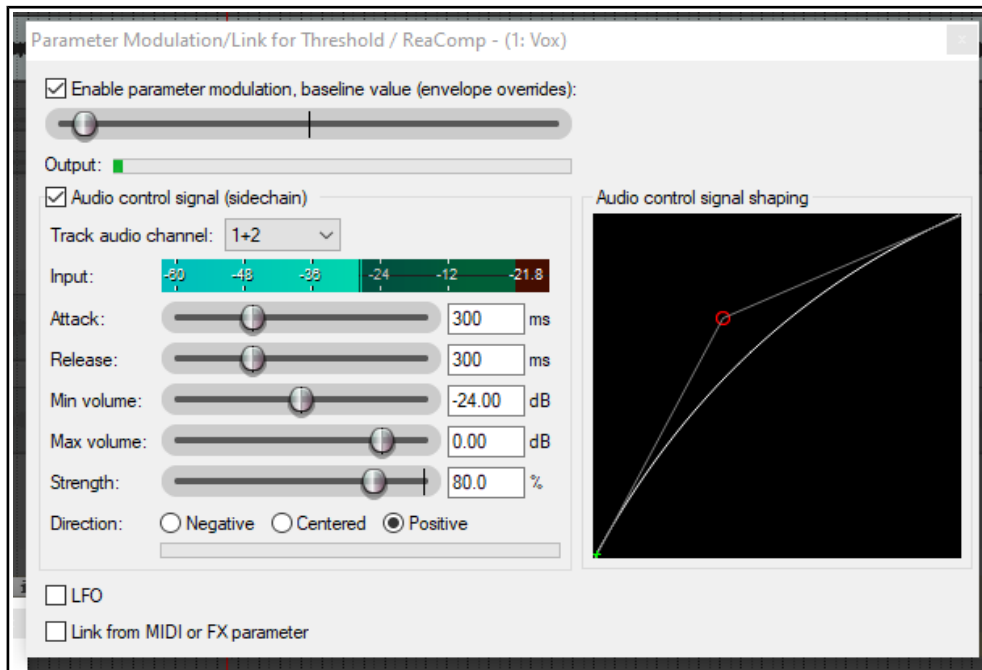 Parameter Modulation/Link for Threshold / ReaComp - (1: Vox)
x
Enable parameter modulation, baseline value (envelope overrides):
Output:
Audio control signal (sidechain)
Audio control signal shaping
Track audio channel: 1+2
Input: -60 -48 -36 -24 -12 -21.8
Attack: 300 ms
Release: 300 ms
Min volume: -24.00 dB
Max volume: 0.00 dB
Strength: 80.0 %
Direction: Negative Centered Positive
LFO
Link from MIDI or FX parameter